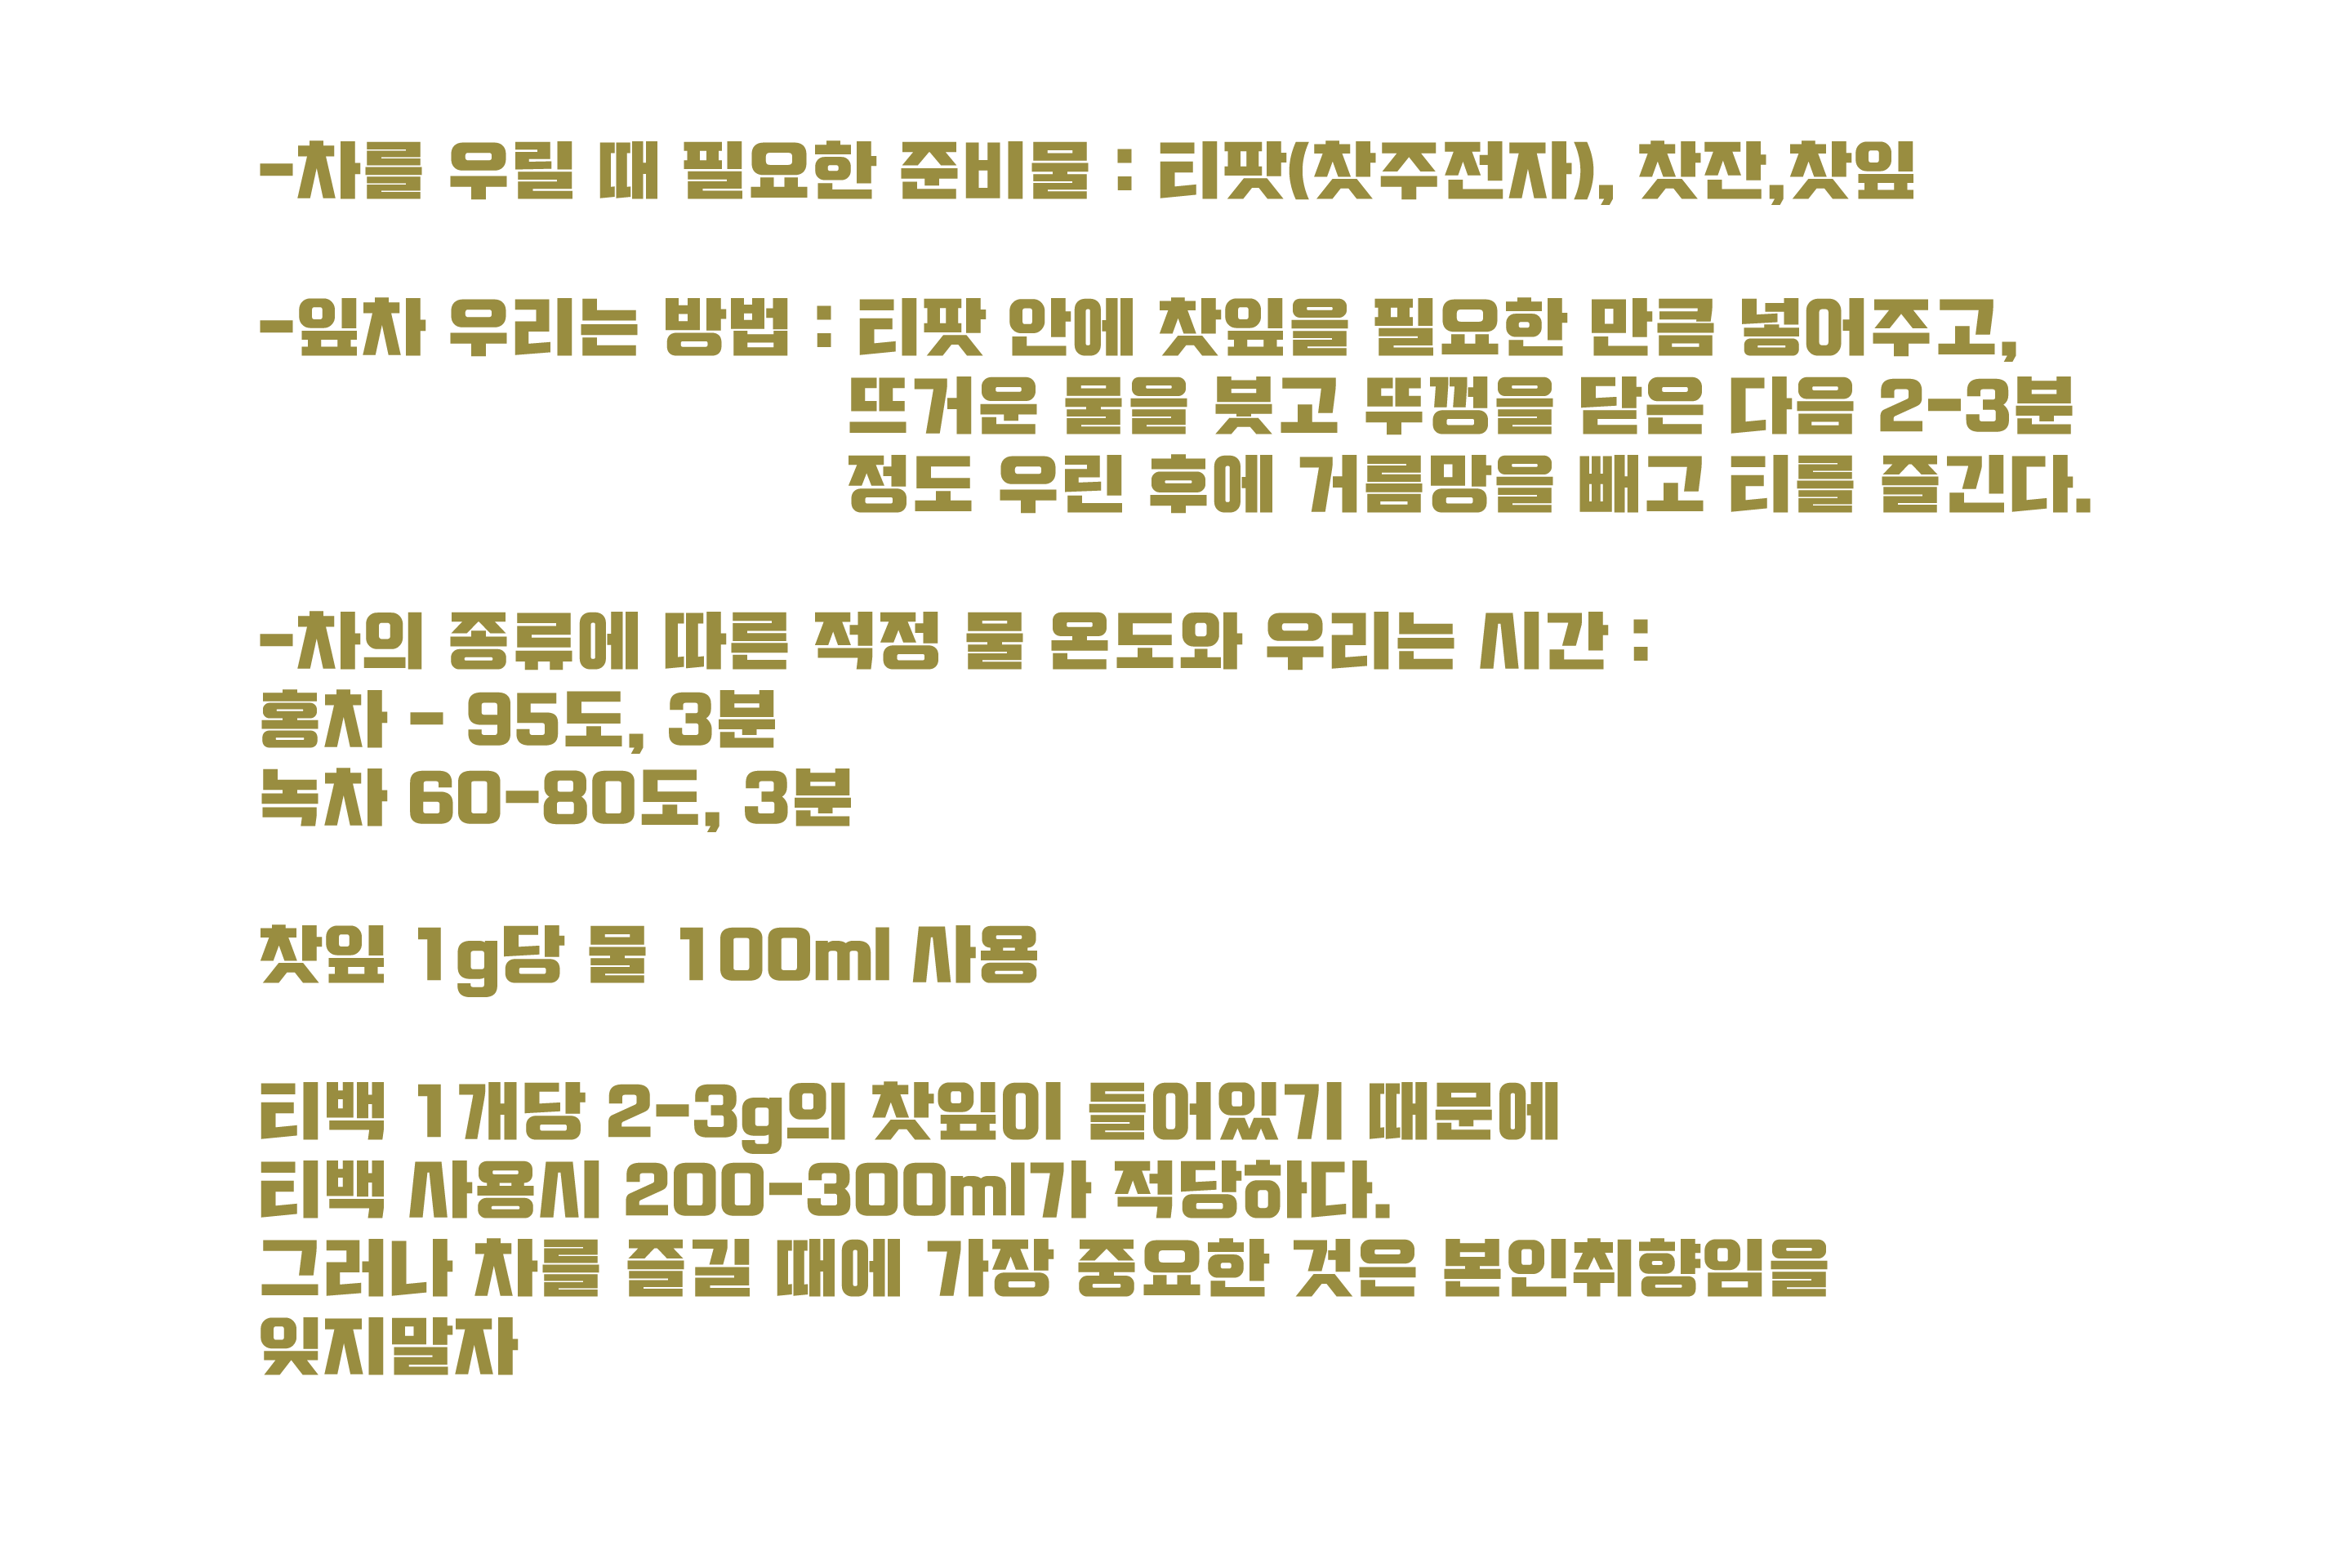 -차를 우릴 때 필요한 준비물 : 티팟(찻주전자), 찻잔,찻잎
-잎차 우리는 방법 : 티팟 안에 찻잎을 필요한 만큼 넣어주고,
뜨거운 물을 붓고 뚜껑을 닫은 다음 2-3분
정도 우린 후에 거름망을 빼고 티를 즐긴다.
-차의 종류에 따른 적상 물 온도와 우리는 시간 :
홍차 - 95도, 3분
녹차 60-80도, 3분
찻잎 1g당 물 100ml 사용
티백 1개당 2-3g의 찻잎이 들어있기 때문에
티백 사용시 200-300ml가 적당하다.
그러나 차를 즈길 때에 가장 중요한 것은 본인취향임을
잊지말자